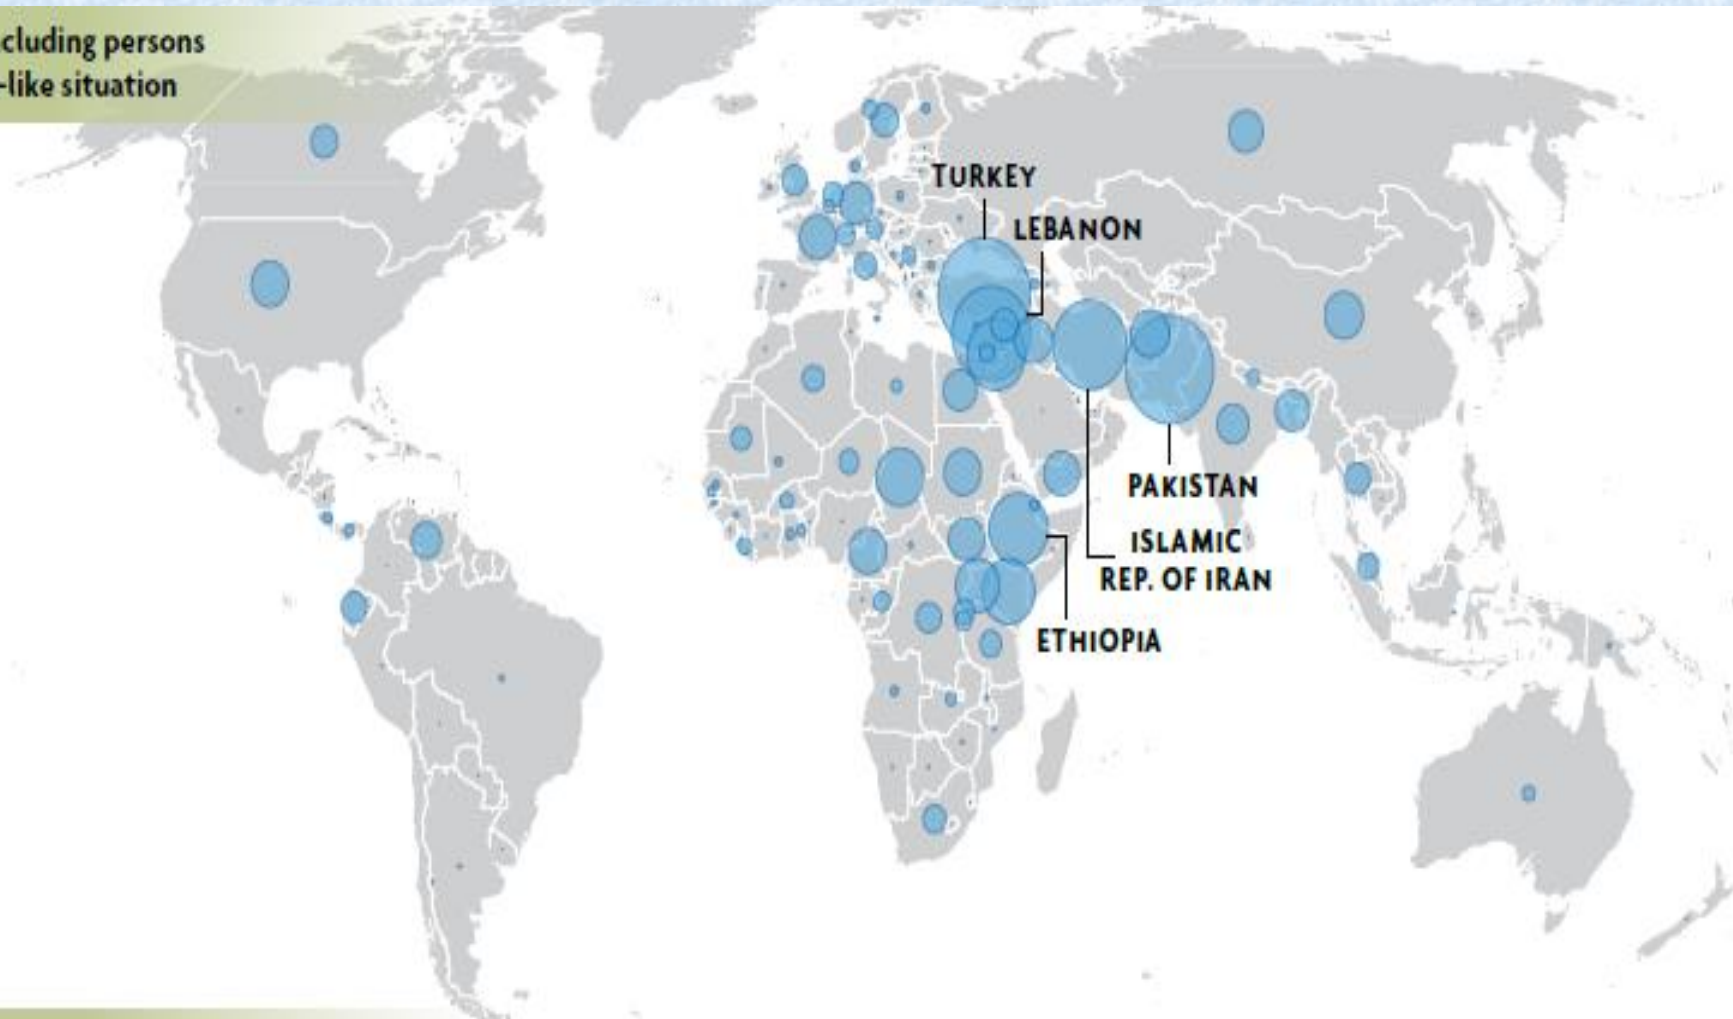 cluding persons
-like situation
TURKEY
LEBANON
PAKISTAN
ISLAMIC
REP. OF IRAN
ETHIOPIA